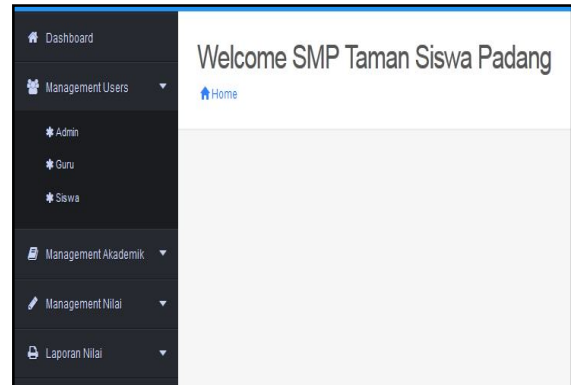 Dashboard
Management Users
Admin
Guru
Siswa
Management Akademik
Management Nilai
Laporan Nilai
Welcome SMP Taman Siswa Padang
Home